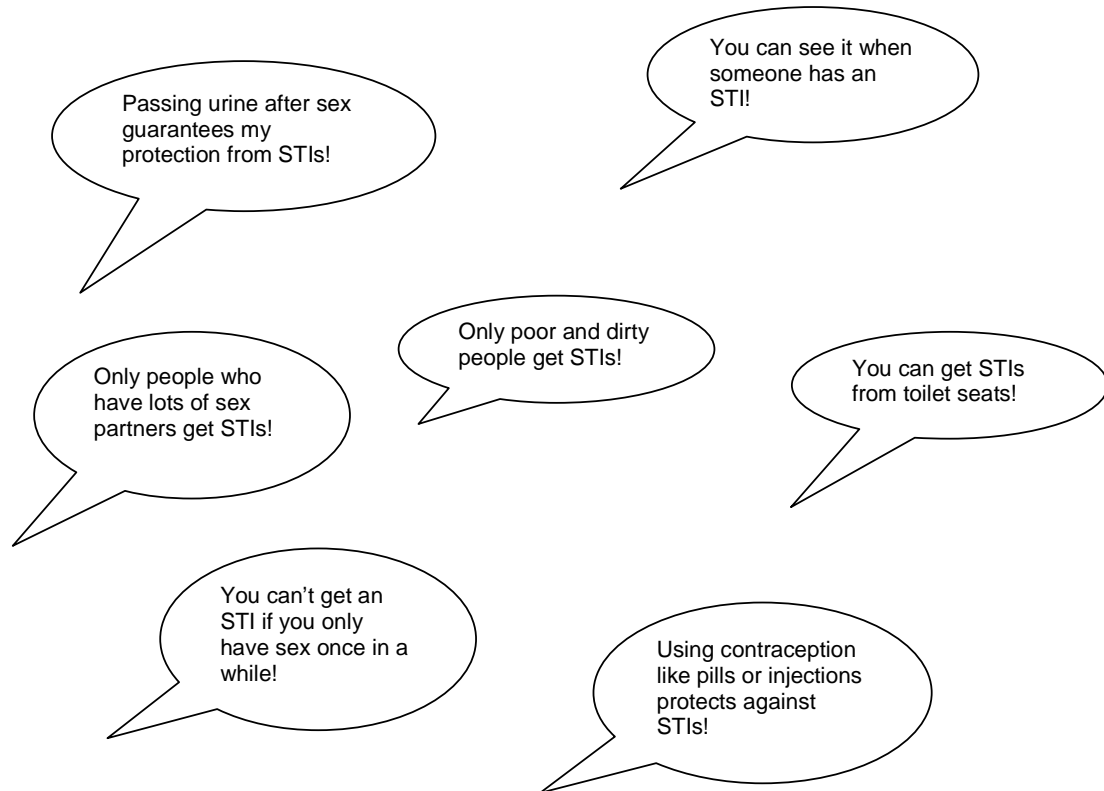 You can see it when
someone has an
STI!
Passing urine after sex
guarantees my
protection from STIs!
Only poor and dirty
people get STIs!
Only people who
have lots of sex
partners get STIs!
You can get STIs
from toilet seats!
You can’t get an
STI if you only
have sex once in a
while!
Using contraception
like pills or injections
protects against
STIs!